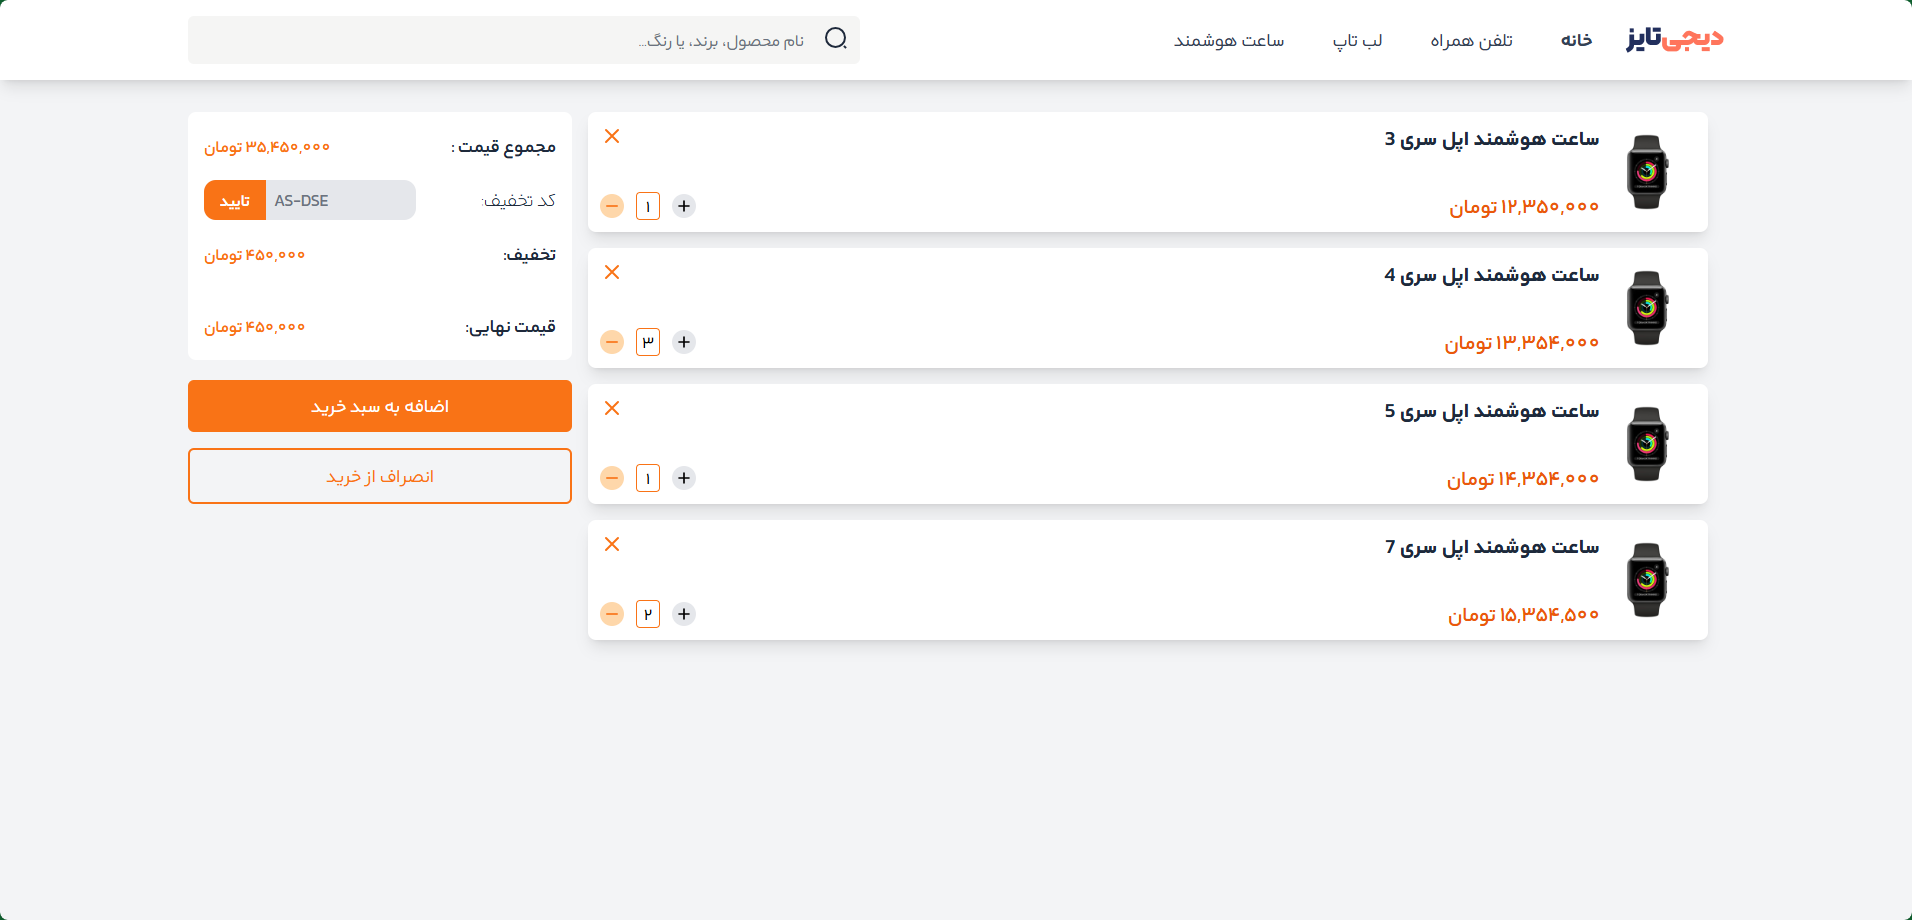 دیجی‌تایز
خانه
تلفن همراه
لب تاپ
ساعت هوشمند
نام محصول، برند، یا رنگ...
ساعت هوشمند اپل سری 3
۱۲,۳۵۰,۰۰۰ تومان
+ ۱ −
ساعت هوشمند اپل سری 4
۱۳,۳۵۴,۰۰۰ تومان
+ ۳ −
ساعت هوشمند اپل سری 5
۱۴,۳۵۴,۰۰۰ تومان
+ ۱ −
ساعت هوشمند اپل سری 7
۱۵,۳۵۴,۵۰۰ تومان
+ ۲ −
مجموع قیمت : ۳۵,۴۵۰,۰۰۰ تومان
کد تخفیف: AS-DSE تایید
تخفیف: ۴۵۰,۰۰۰ تومان
قیمت نهایی: ۴۵۰,۰۰۰ تومان
اضافه به سبد خرید
انصراف از خرید